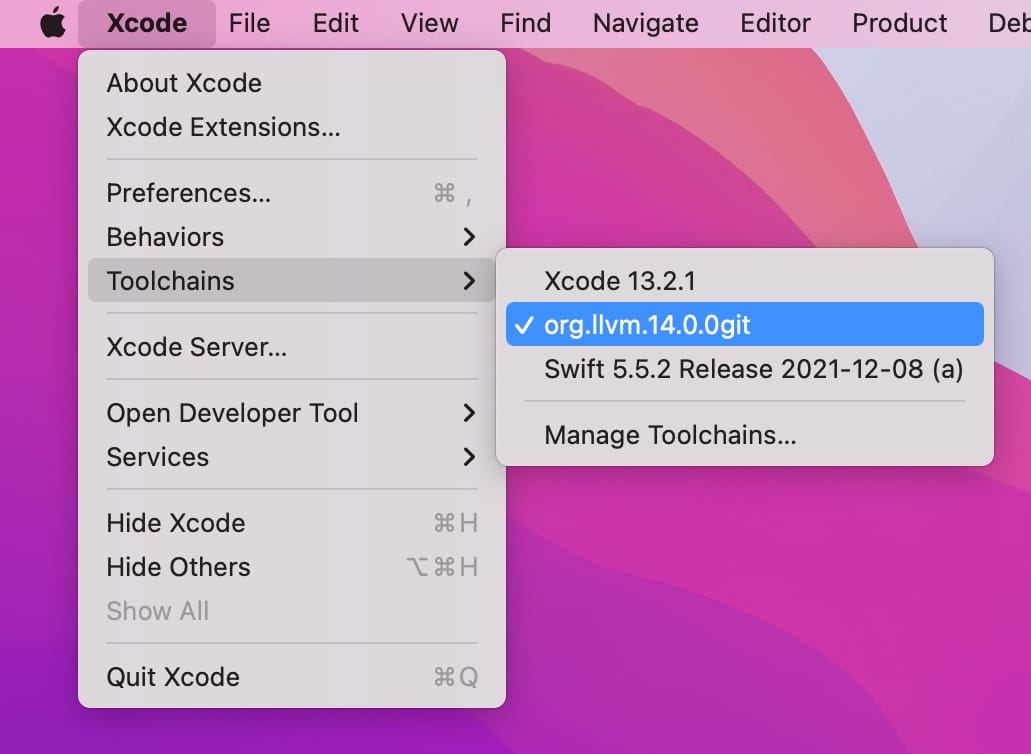 Xcode File Edit View Find Navigate Editor Product Deb
About Xcode
Xcode Extensions...
Preferences... ⌘ ,
Behaviors
Toolchains
Xcode 13.2.1
✓ org.llvm.14.0.0git
Swift 5.5.2 Release 2021-12-08 (a)
Manage Toolchains...
Xcode Server...
Open Developer Tool
Services
Hide Xcode ⌘H
Hide Others ⌥⌘H
Show All
Quit Xcode ⌘Q